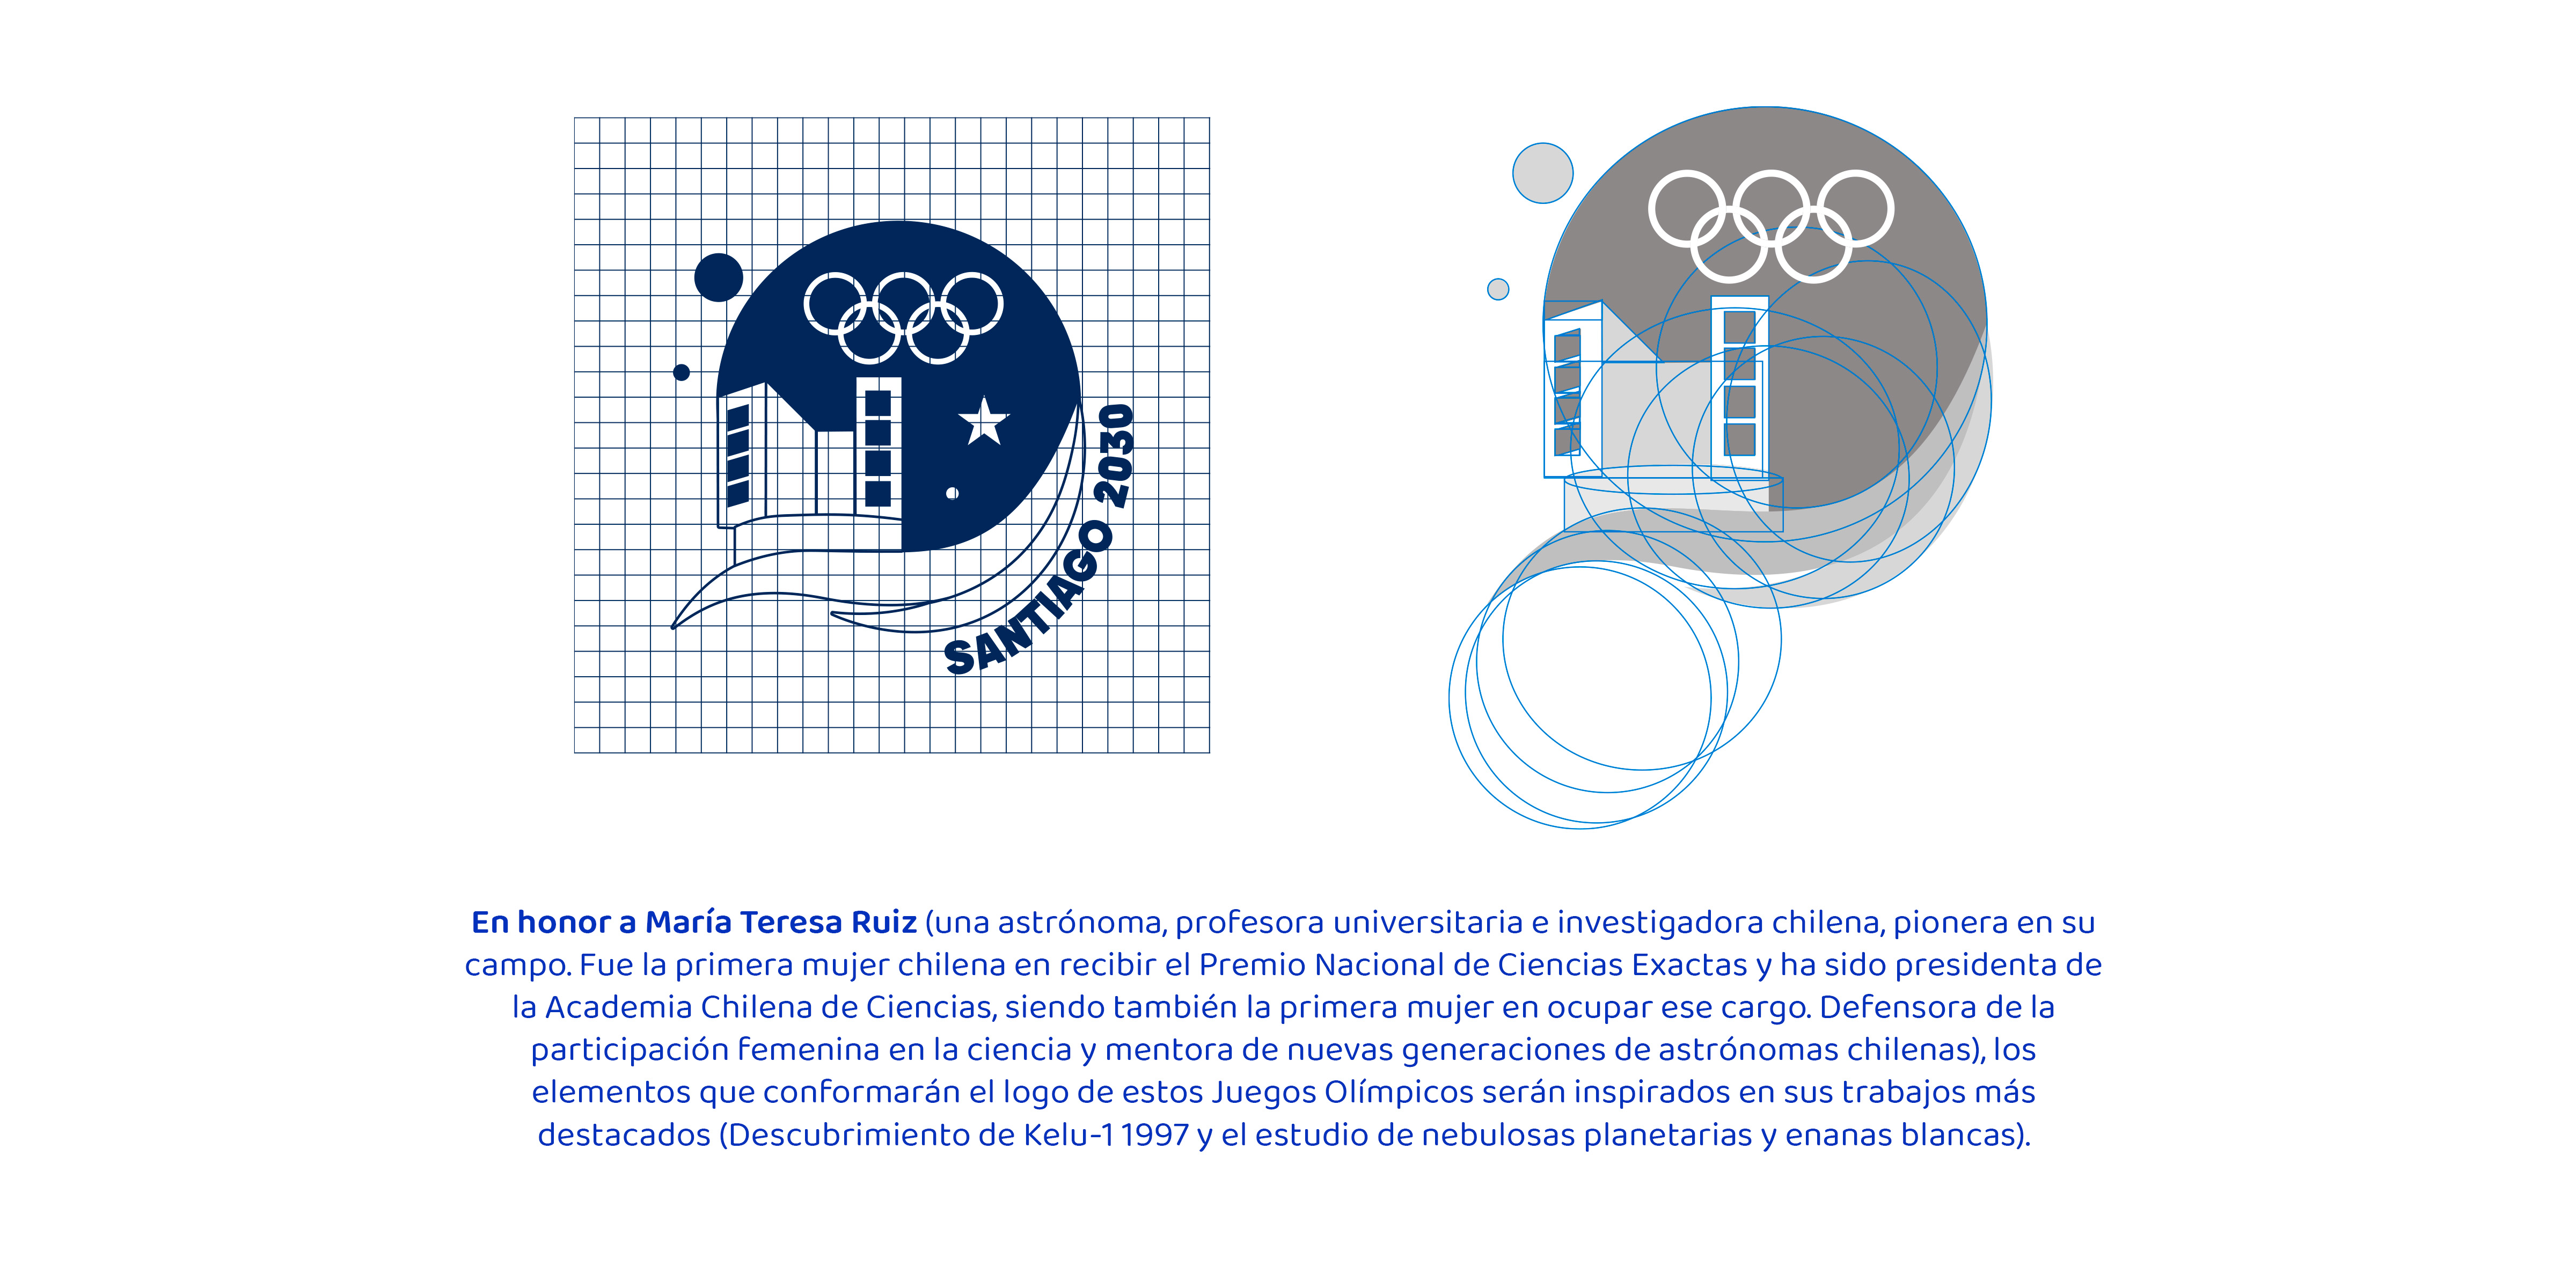 SANTIAGO 2030
En honor a María Teresa Ruiz (una astrónoma, profesora universitaria e investigadora chilena, pionera en su
campo. Fue la primera mujer chilena en recibir el Premio Nacional de Ciencias Exactas y ha sido presidenta de
la Academia Chilena de Ciencias, siendo también la primera mujer en ocupar ese cargo. Defensora de la
participación femenina en la ciencia y mentora de nuevas generaciones de astrónomas chilenas), los
elementos que conformarán el logo de estos Juegos Olímpicos serán inspirados en sus trabajos más
destacados (Descubrimiento de Kelu-1 1997 y el estudio de nebulosas planetarias y enanas blancas).